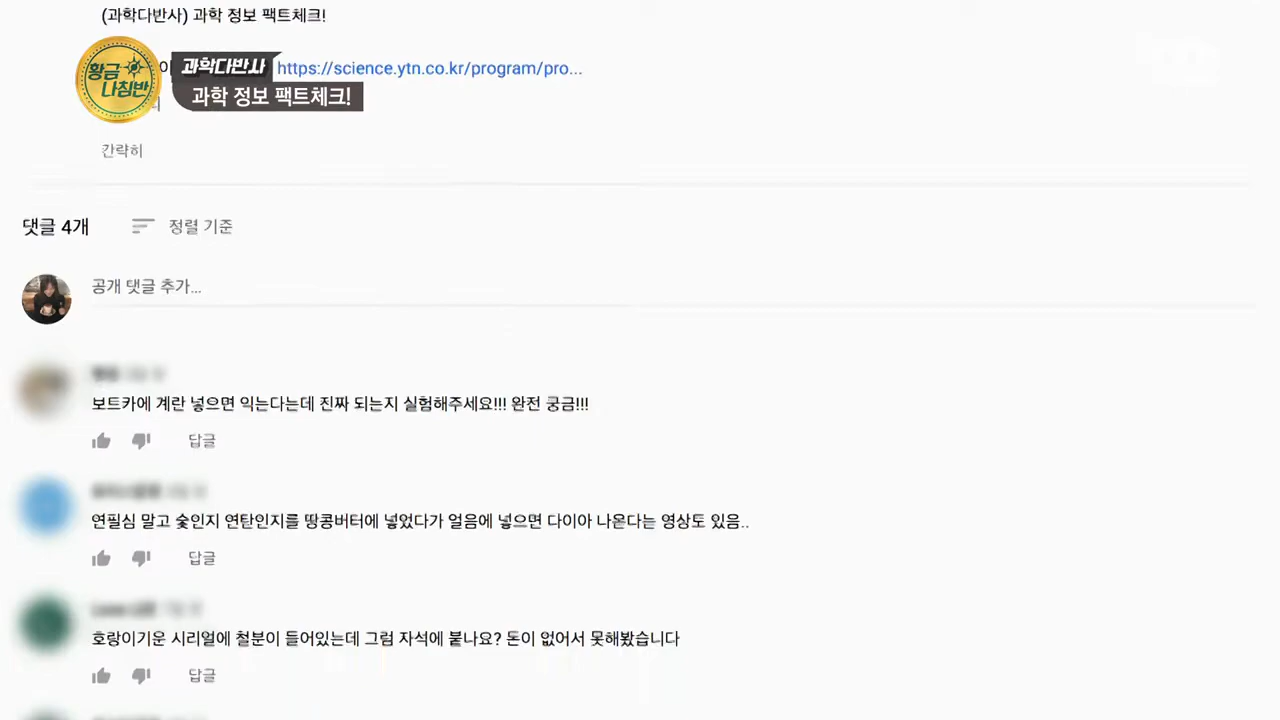 (과학다반사) 과학 정보 팩트체크!
황금
나침반
과학다반사
https://science.ytn.co.kr/program/pro...
과학 정보 팩트체크!
간략히
댓글 4개
정렬 기준
공개 댓글 추가...
보트카에 계란 넣으면 익는다는데 진짜 되는지 실험해주세요!!! 완전 궁금!!!
답글
연필심 말고 숯인지 연탄인지를 땅콩버터에 넣었다가 얼음에 넣으면 다이아 나온다는 영상도 있음..
답글
호랑이기운 시리얼에 철분이 들어있는데 그럼 자석에 붙나요? 돈이 없어서 못해봤습니다
답글